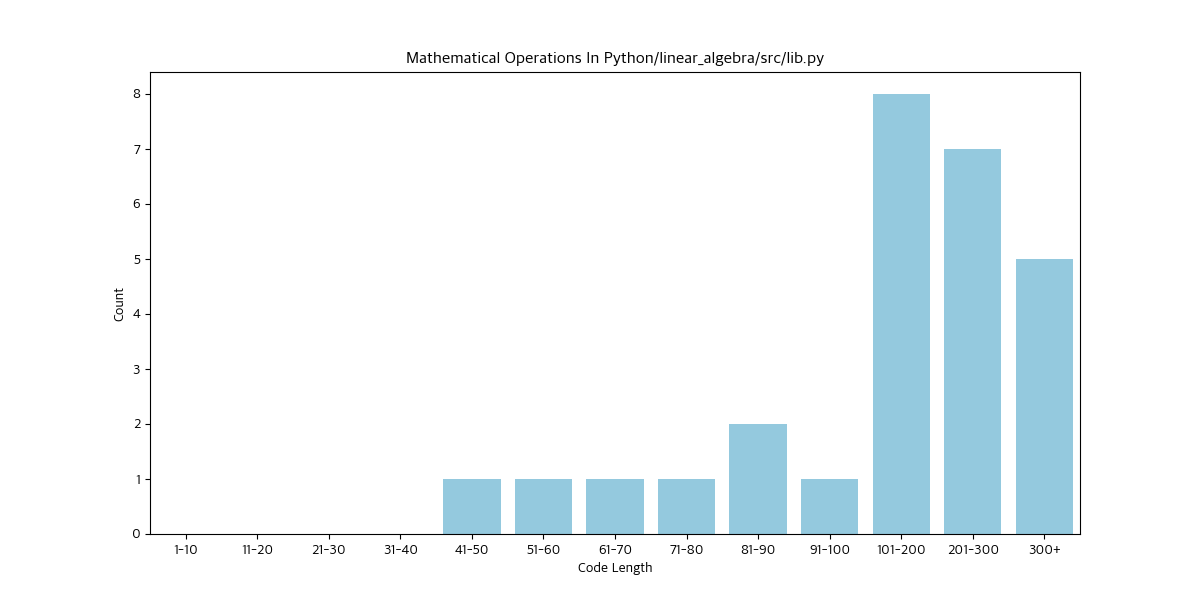 Mathematical Operations In Python/linear_algebra/src/lib.py
8
7
6
5
4
3
2
1
0
Count
1-10 11-20 21-30 31-40 41-50 51-60 61-70 71-80 81-90 91-100 101-200 201-300 300+
Code Length